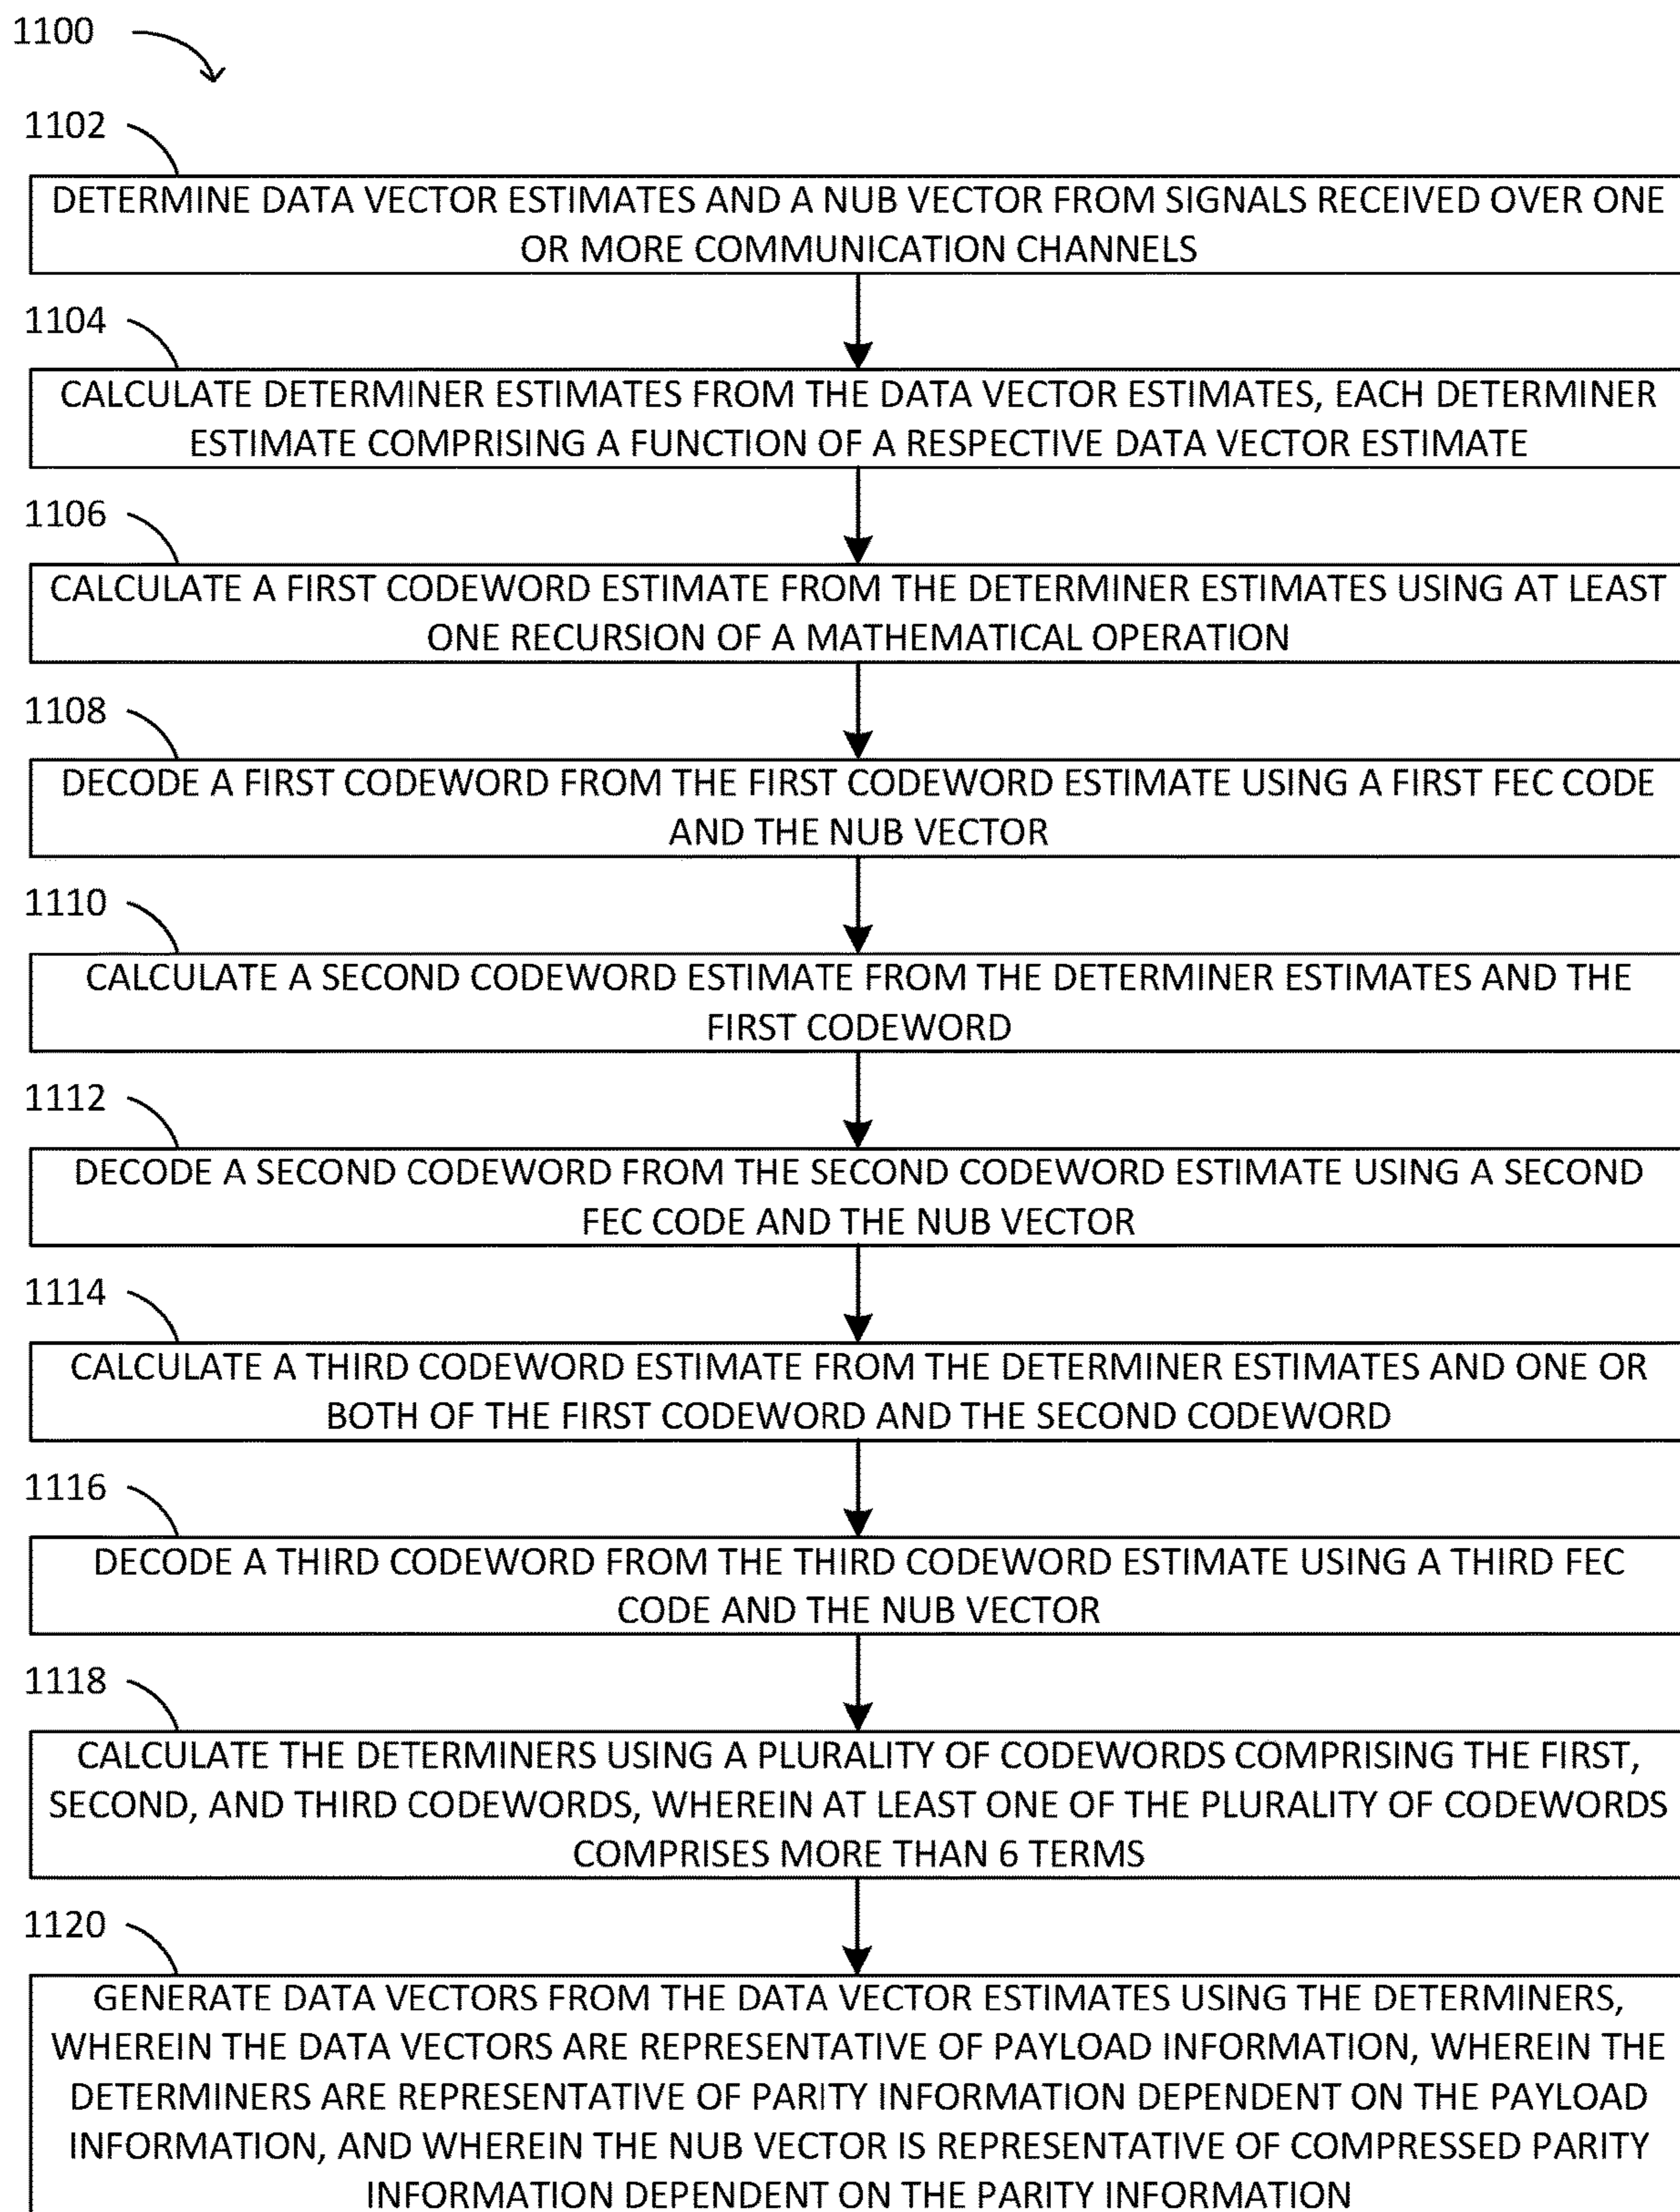 1100
1102
DETERMINE DATA VECTOR ESTIMATES AND A NUB VECTOR FROM SIGNALS RECEIVED OVER ONE
OR MORE COMMUNICATION CHANNELS
1104
CALCULATE DETERMINER ESTIMATES FROM THE DATA VECTOR ESTIMATES, EACH DETERMINER
ESTIMATE COMPRISING A FUNCTION OF A RESPECTIVE DATA VECTOR ESTIMATE
1106
CALCULATE A FIRST CODEWORD ESTIMATE FROM THE DETERMINER ESTIMATES USING AT LEAST
ONE RECURSION OF A MATHEMATICAL OPERATION
1108
DECODE A FIRST CODEWORD FROM THE FIRST CODEWORD ESTIMATE USING A FIRST FEC CODE
AND THE NUB VECTOR
1110
CALCULATE A SECOND CODEWORD ESTIMATE FROM THE DETERMINER ESTIMATES AND THE
FIRST CODEWORD
1112
DECODE A SECOND CODEWORD FROM THE SECOND CODEWORD ESTIMATE USING A SECOND
FEC CODE AND THE NUB VECTOR
1114
CALCULATE A THIRD CODEWORD ESTIMATE FROM THE DETERMINER ESTIMATES AND ONE OR
BOTH OF THE FIRST CODEWORD AND THE SECOND CODEWORD
1116
DECODE A THIRD CODEWORD FROM THE THIRD CODEWORD ESTIMATE USING A THIRD FEC
CODE AND THE NUB VECTOR
1118
CALCULATE THE DETERMINERS USING A PLURALITY OF CODEWORDS COMPRISING THE FIRST,
SECOND, AND THIRD CODEWORDS, WHEREIN AT LEAST ONE OF THE PLURALITY OF CODEWORDS
COMPRISES MORE THAN 6 TERMS
1120
GENERATE DATA VECTORS FROM THE DATA VECTOR ESTIMATES USING THE DETERMINERS,
WHEREIN THE DATA VECTORS ARE REPRESENTATIVE OF PAYLOAD INFORMATION, WHEREIN THE
DETERMINERS ARE REPRESENTATIVE OF PARITY INFORMATION DEPENDENT ON THE PAYLOAD
INFORMATION, AND WHEREIN THE NUB VECTOR IS REPRESENTATIVE OF COMPRESSED PARITY
INFORMATION DEPENDENT ON THE PARITY INFORMATION